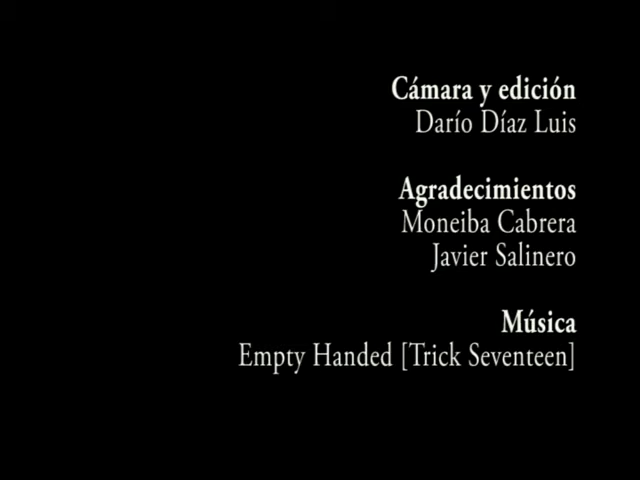 Cámara y edición
Darío Díaz Luis
Agradecimientos
Moneiba Cabrera
Javier Salinero
Música
Empty Handed [Trick Seventeen]